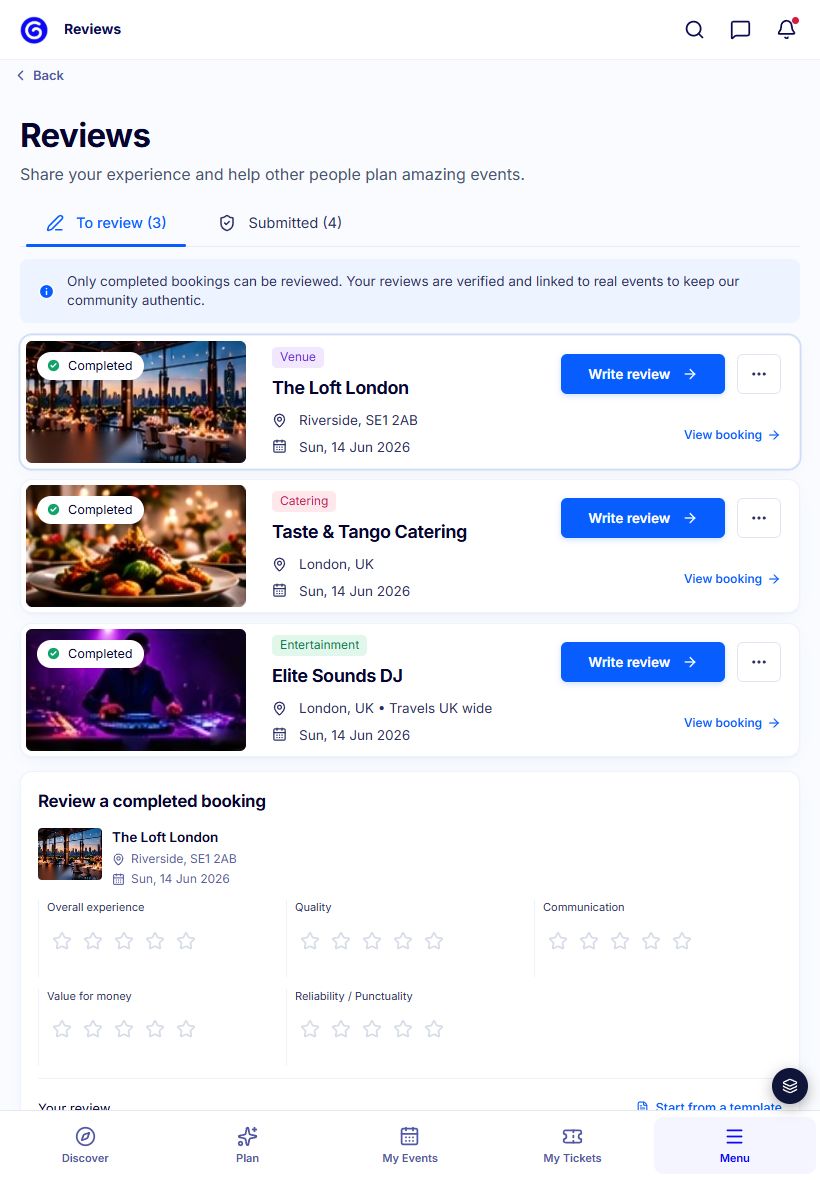 Reviews
Back
Reviews
Share your experience and help other people plan amazing events.
To review (3)
Submitted (4)
Only completed bookings can be reviewed. Your reviews are verified and linked to real events to keep our
community authentic.
Completed
Venue
The Loft London
Riverside, SE1 2AB
Sun, 14 Jun 2026
Write review
View booking
Completed
Catering
Taste & Tango Catering
London, UK
Sun, 14 Jun 2026
Write review
View booking
Completed
Entertainment
Elite Sounds DJ
London, UK • Travels UK wide
Sun, 14 Jun 2026
Write review
View booking
Review a completed booking
The Loft London
Riverside, SE1 2AB
Sun, 14 Jun 2026
Overall experience
Quality
Communication
Value for money
Reliability / Punctuality
Your review
Start from a template
Discover
Plan
My Events
My Tickets
Menu